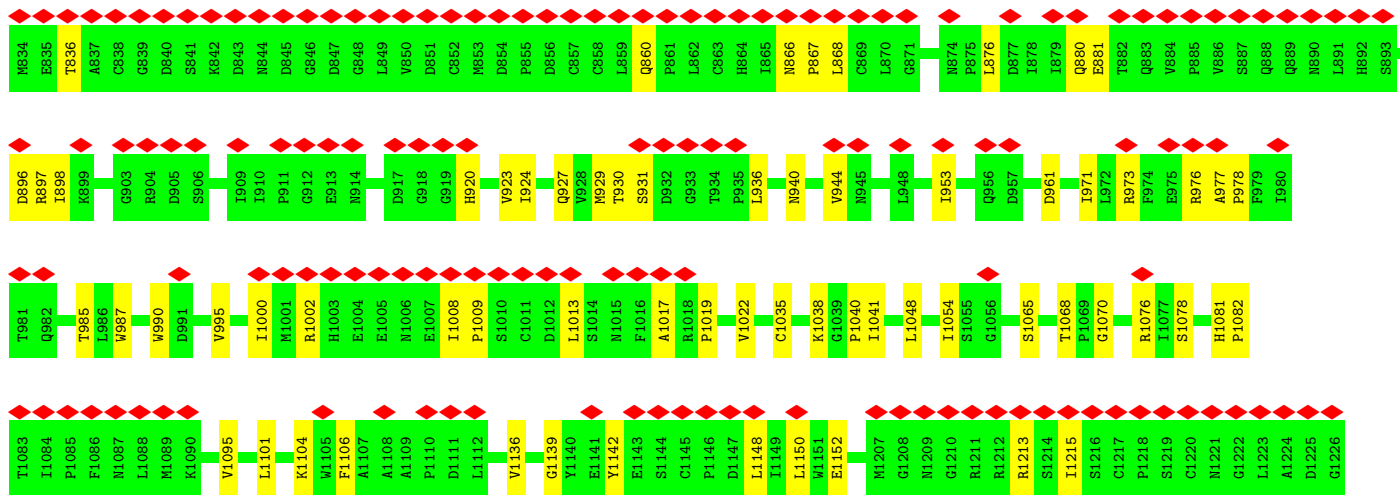 M834 E835 T836 A837 C838 G839 D840 S841 K842 D843 N844 D845 G846 D847 G848 L849 V850 D851 C852 M853 D854 P855 D856 C857 C858 L859 Q860 P861 L862 C863 H864 I865 N866 P867 L868 C869 L870 G871 N874 P875 L876 D877 I878 I879 Q880 E881 T882 Q883 V884 P885 V886 S887 Q888 Q889 N890 L891 H892 S893
D896 R897 I898 K899 G903 R904 D905 S906 I909 I910 P911 G912 E913 N914 D917 G918 G919 H920 V923 I924 Q927 V928 M929 T930 S931 D932 G933 T934 P935 L936 N940 V944 N945 L948 I953 Q956 D957 D961 I971 L972 R973 F974 E975 R976 A977 P978 F979 I980
T981 Q982 T985 L986 W987 W990 D991 V995 I1000 M1001 R1002 H1003 E1004 E1005 N1006 E1007 I1008 P1009 S1010 C1011 D1012 L1013 S1014 N1015 F1016 A1017 R1018 P1019 V1022 C1035 K1038 G1039 P1040 I1041 L1048 I1054 S1055 G1056 S1065 T1068 P1069 G1070 R1076 I1077 S1078 H1081 P1082
T1083 I1084 P1085 F1086 N1087 L1088 M1089 K1090 V1095 L1101 K1104 W1105 F1106 A1107 A1108 A1109 P1110 D1111 L1112 V1136 G1139 Y1140 E1141 Y1142 E1143 S1144 C1145 P1146 D1147 L1148 I1149 L1150 W1151 E1152 M1207 G1208 N1209 G1210 R1211 R1212 R1213 S1214 I1215 S1216 C1217 P1218 S1219 C1220 N1221 G1222 L1223 A1224 D1225 G1226